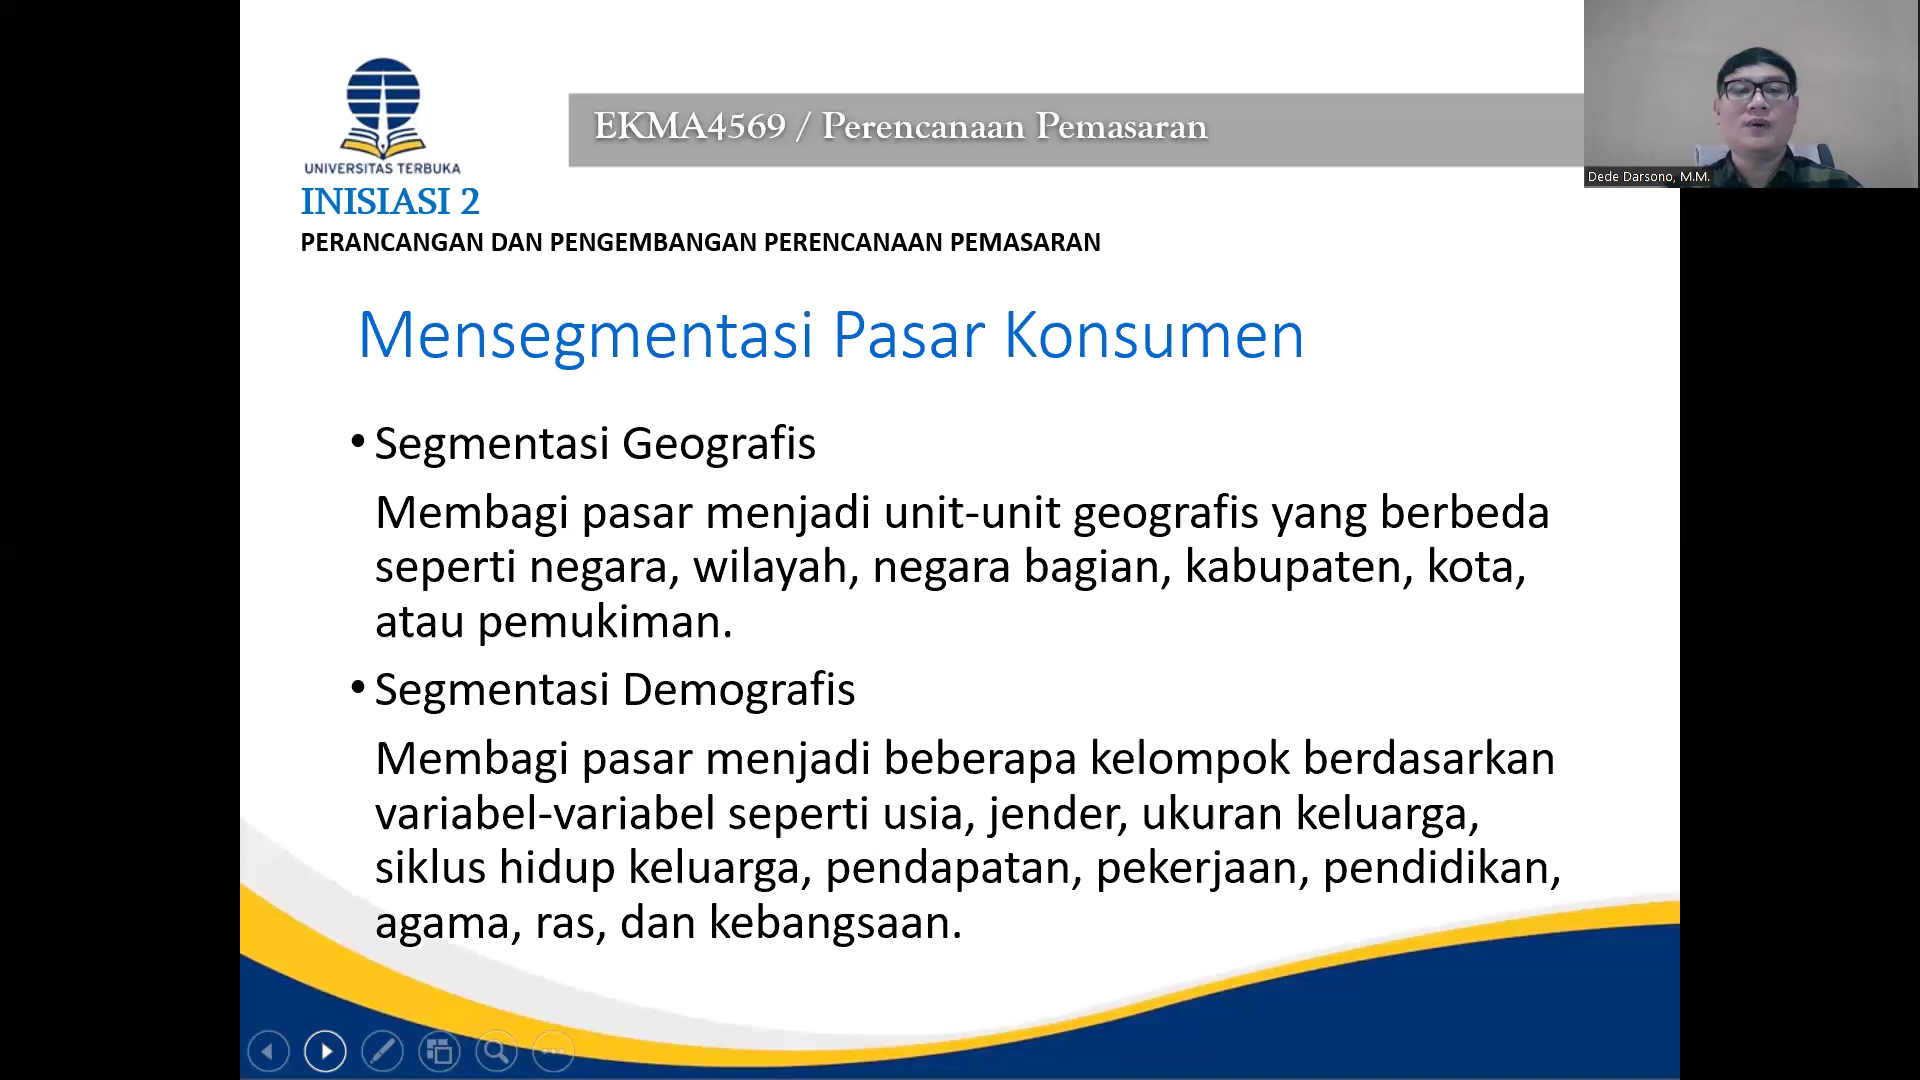 UNIVERSITAS TERBUKA
EKMA4569 / Perencanaan Pemasaran
Dede Darsono, M.M.
INISIASI 2
PERANCANGAN DAN PENGEMBANGAN PERENCANAAN PEMASARAN
Mensegmentasi Pasar Konsumen
• Segmentasi Geografis
Membagi pasar menjadi unit-unit geografis yang berbeda
seperti negara, wilayah, negara bagian, kabupaten, kota,
atau pemukiman.
• Segmentasi Demografis
Membagi pasar menjadi beberapa kelompok berdasarkan
variabel-variabel seperti usia, jender, ukuran keluarga,
siklus hidup keluarga, pendapatan, pekerjaan, pendidikan,
agama, ras, dan kebangsaan.